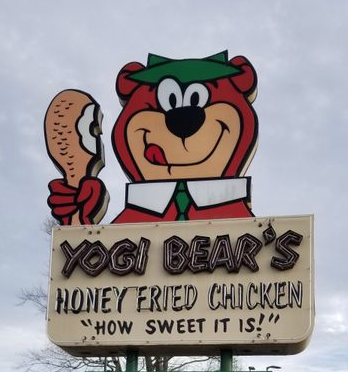 YOGI BEAR'S
HONEY FRIED CHICKEN
"HOW SWEET IT IS!"